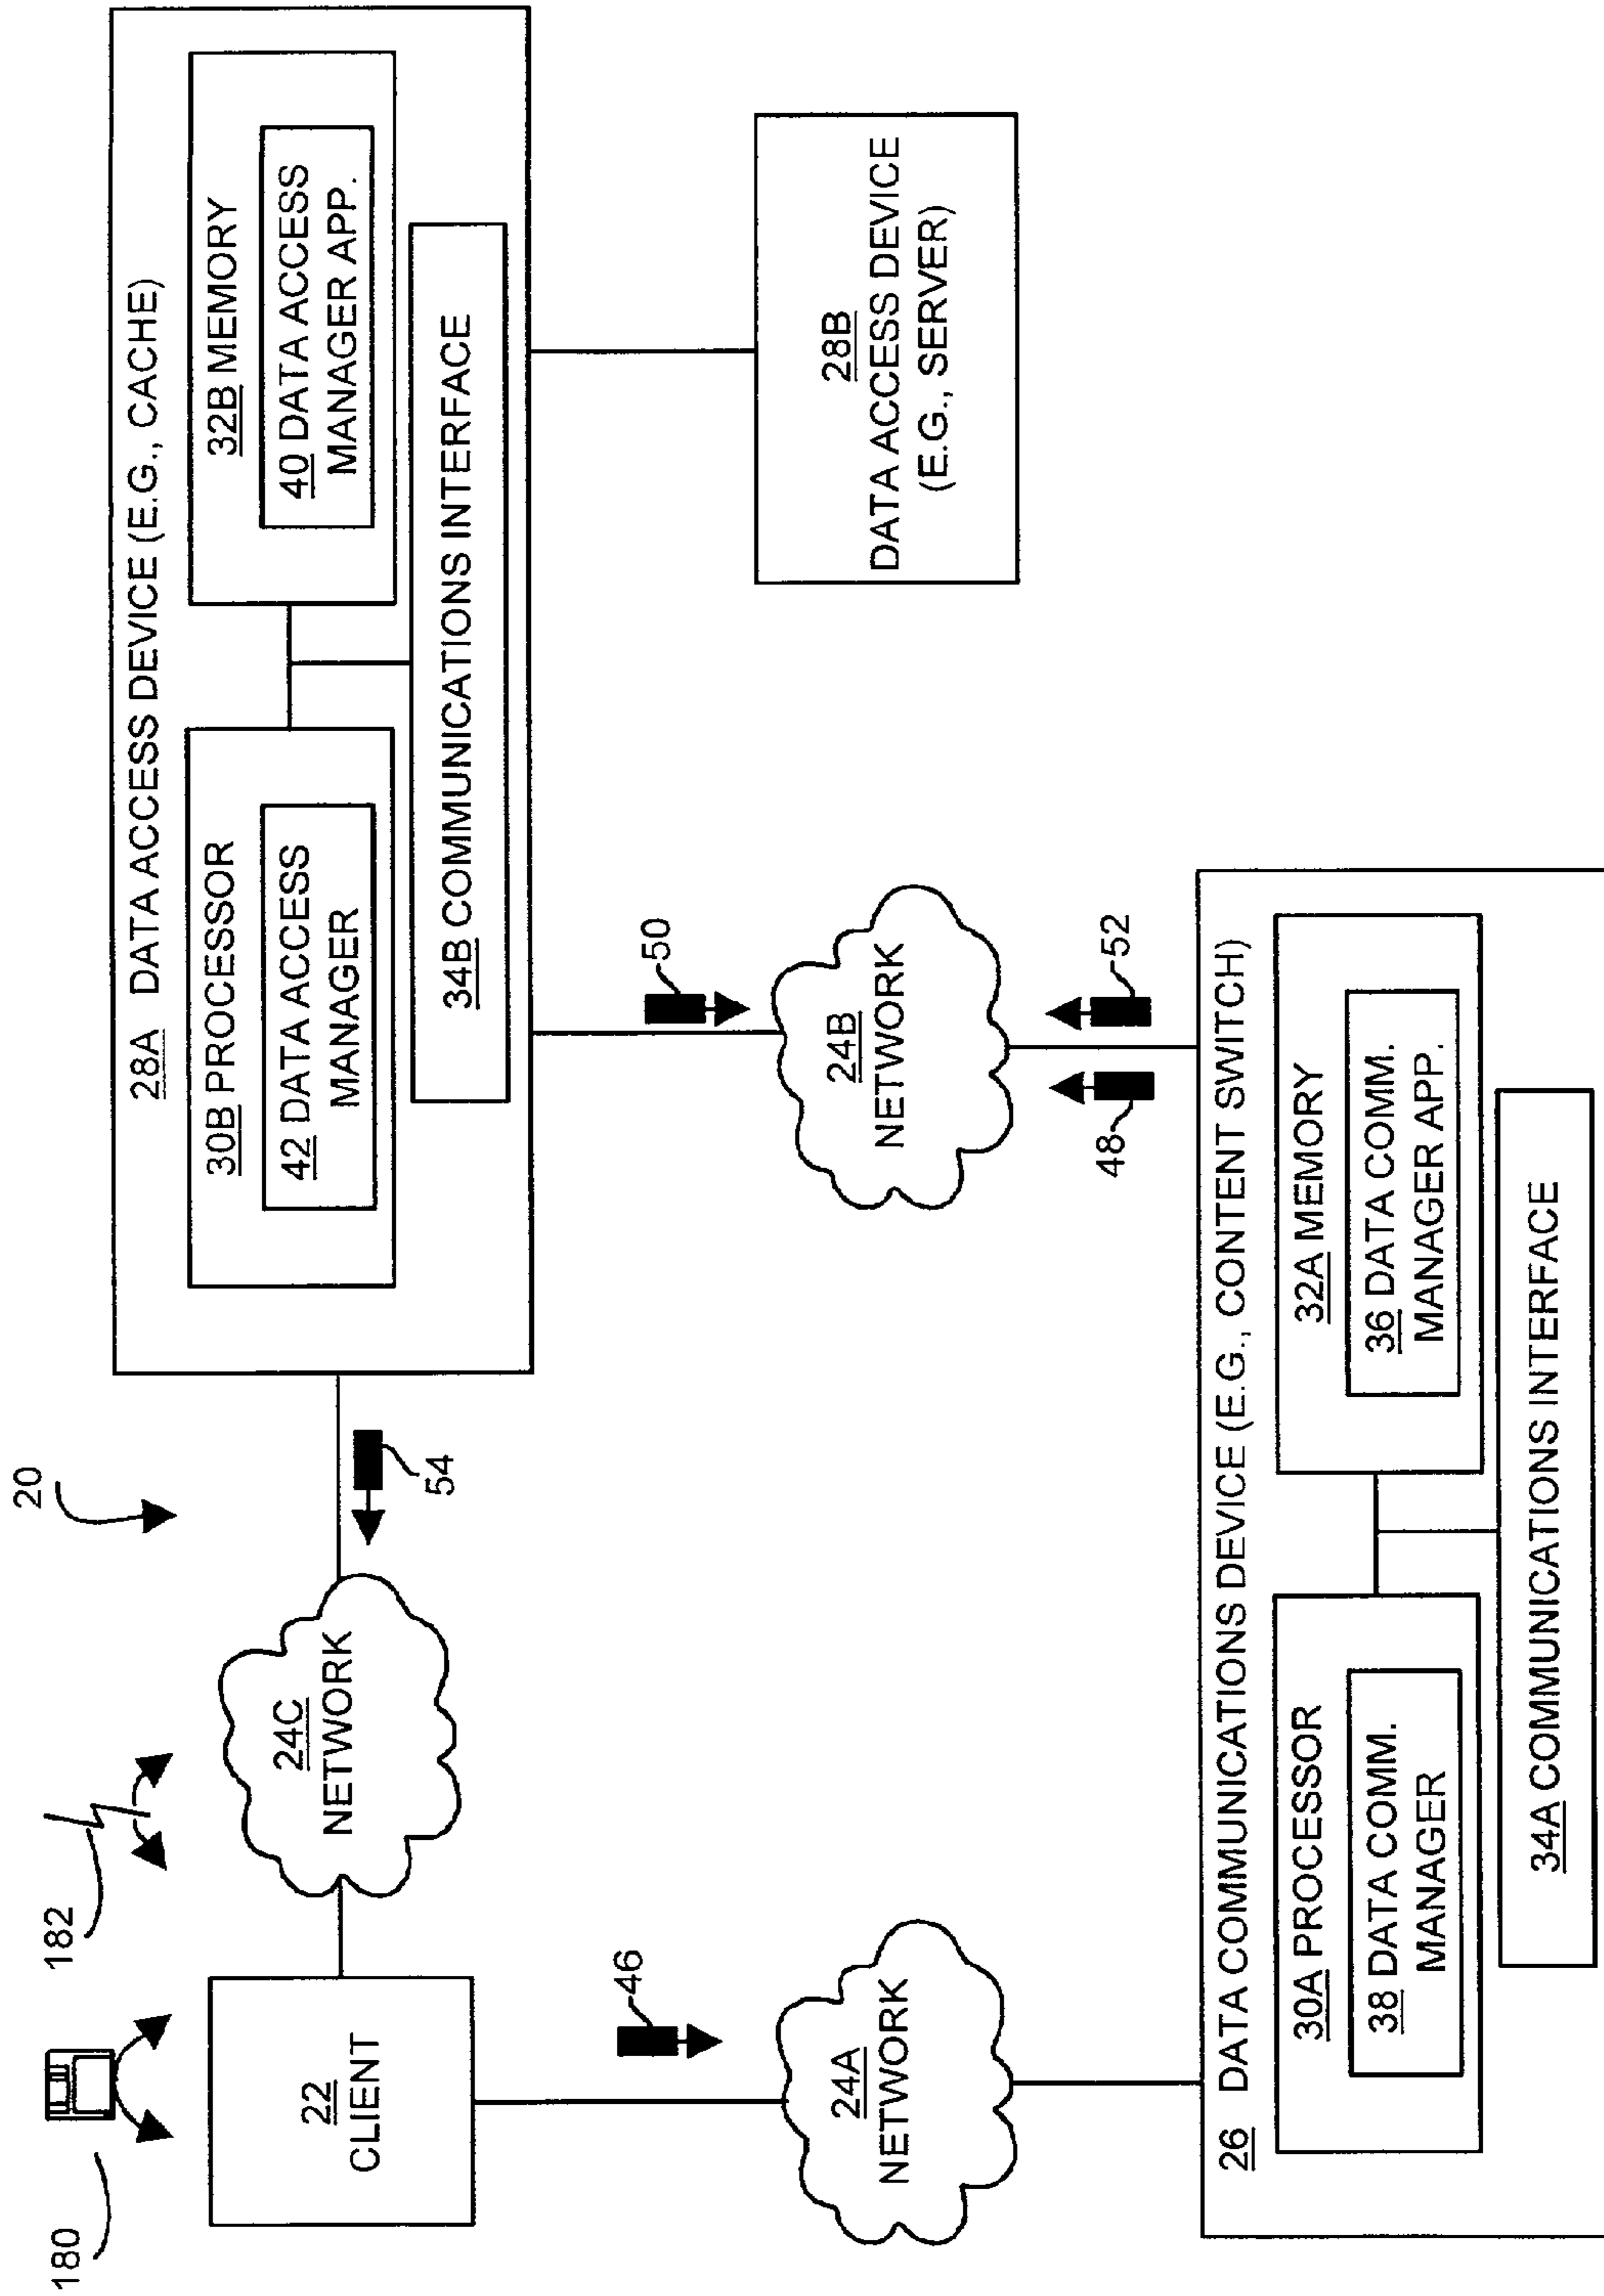 180
182
20
22
CLIENT
24C
NETWORK
54
28A DATA ACCESS DEVICE (E.G., CACHE)
30B PROCESSOR
42 DATA ACCESS
MANAGER
32B MEMORY
40 DATA ACCESS
MANAGER APP.
34B COMMUNICATIONS INTERFACE
46
24A
NETWORK
50
24B
NETWORK
48
52
28B
DATA ACCESS DEVICE
(E.G., SERVER)
26 DATA COMMUNICATIONS DEVICE (E.G., CONTENT SWITCH)
30A PROCESSOR
38 DATA COMM.
MANAGER
32A MEMORY
36 DATA COMM.
MANAGER APP.
34A COMMUNICATIONS INTERFACE